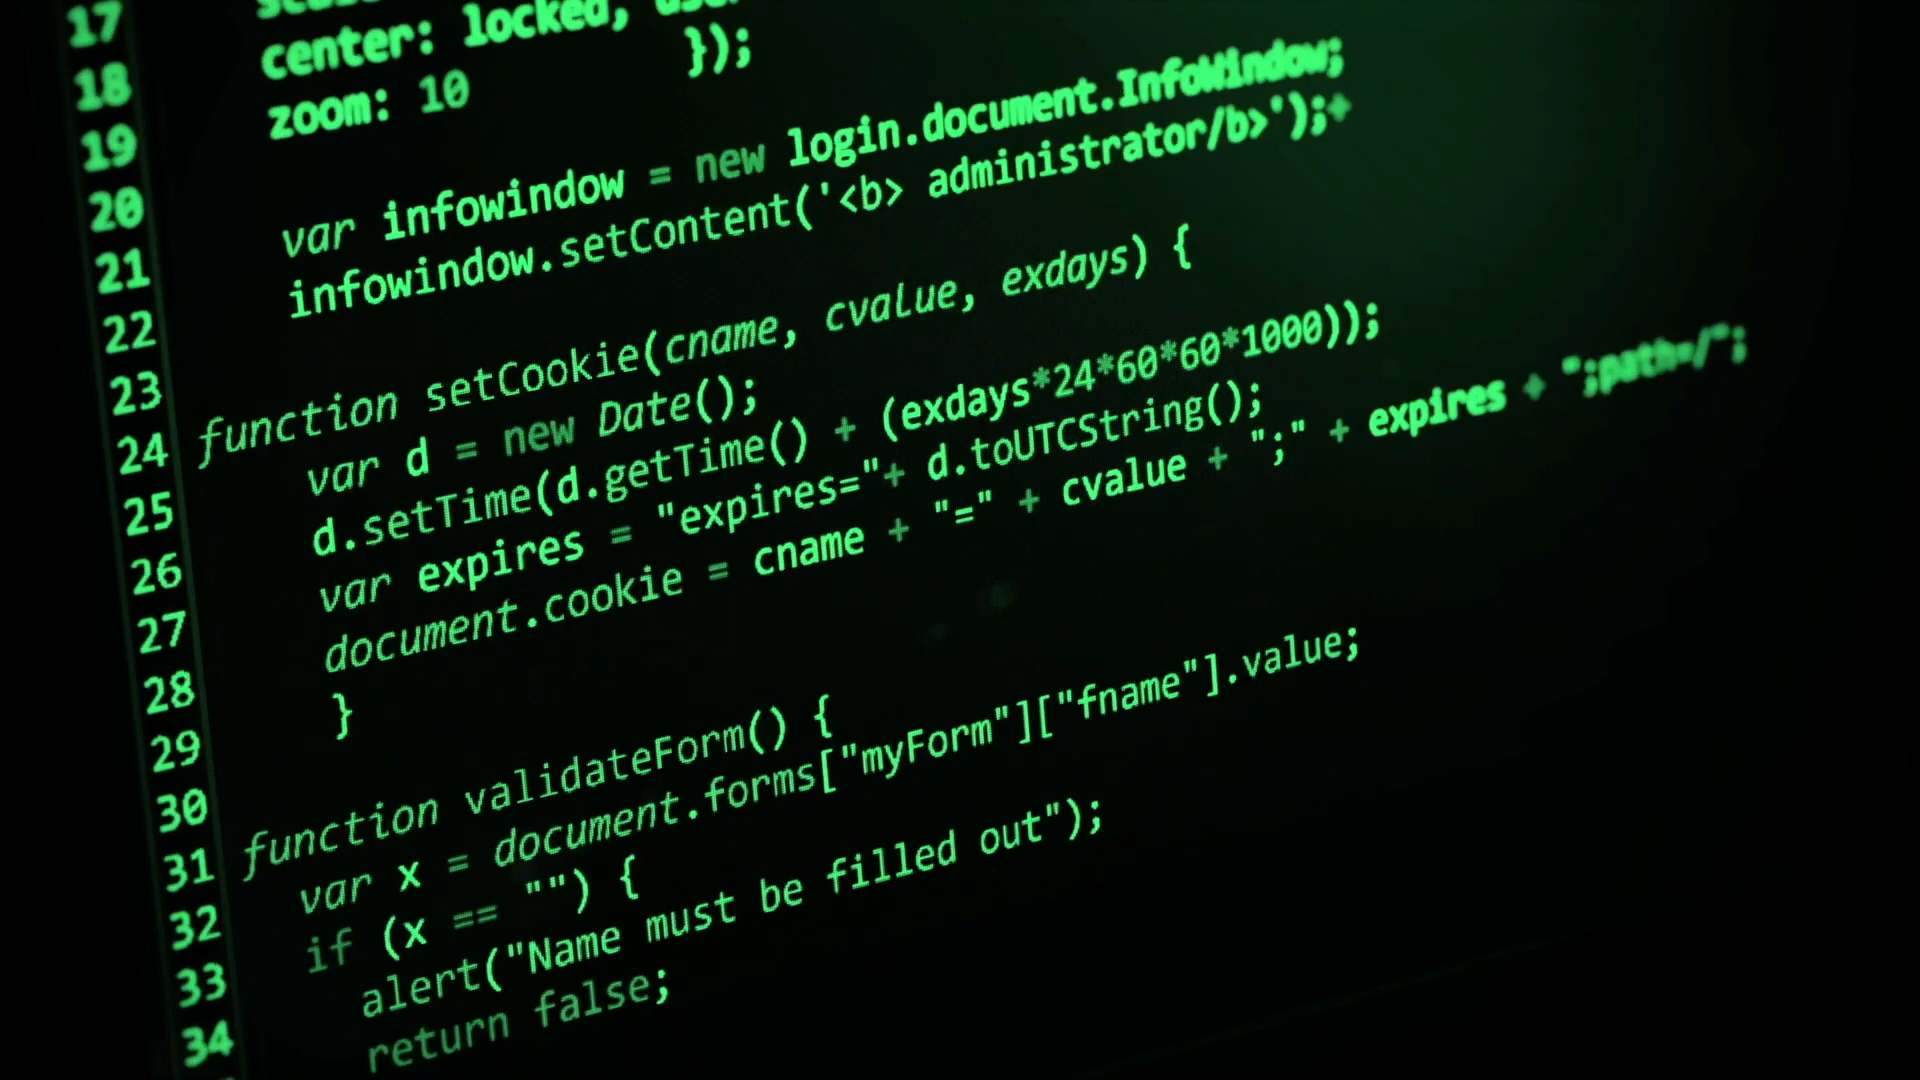 17
18 center: locked,
19 zoom: 10 });
20
21 var infowindow = new login.document.InfoWindow;
22 infowindow.setContent('<b> administrator/b>');+
23
24 function setCookie(cname, cvalue, exdays) {
25 var d = new Date();
26 d.setTime(d.getTime() + (exdays*24*60*60*1000));
27 var expires = "expires="+ d.toUTCString();
28 document.cookie = cname + "=" + cvalue + ";" + expires + ";path=/";
29 }
30
31 function validateForm() {
32 var x = document.forms["myForm"]["fname"].value;
33 if (x == "") {
34 alert("Name must be filled out");
return false;